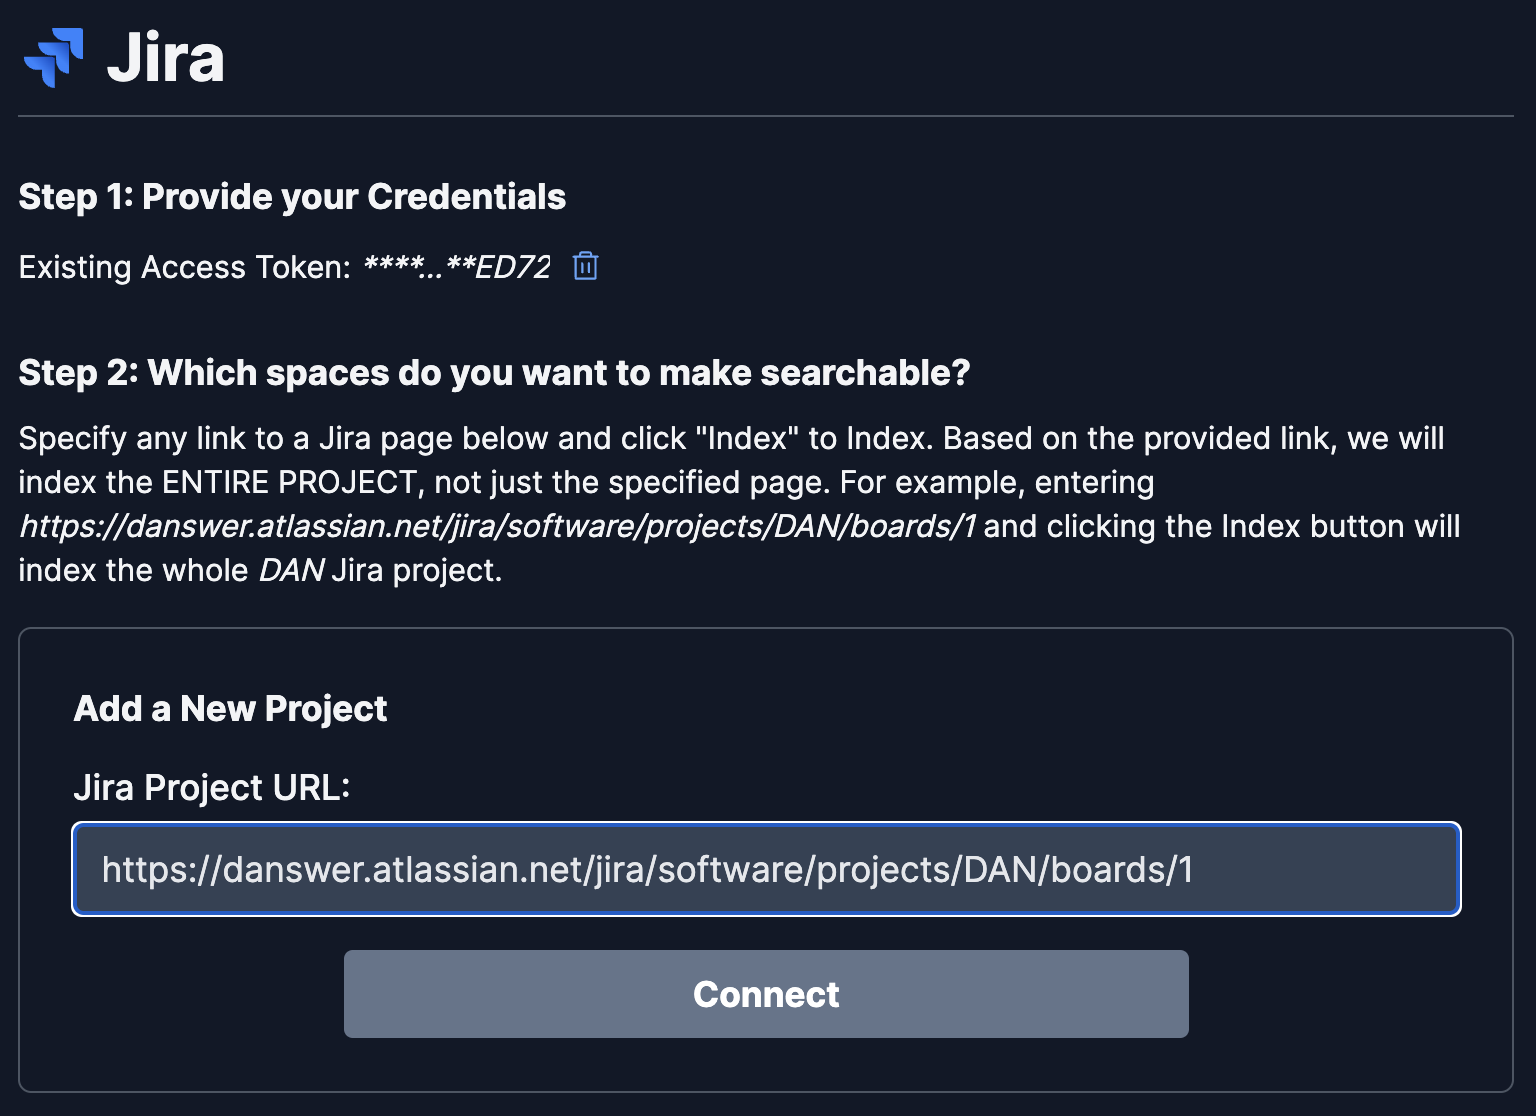 Jira
Step 1: Provide your Credentials
Existing Access Token: ****...**ED72
Step 2: Which spaces do you want to make searchable?
Specify any link to a Jira page below and click "Index" to Index. Based on the provided link, we will
index the ENTIRE PROJECT, not just the specified page. For example, entering
https://danswer.atlassian.net/jira/software/projects/DAN/boards/1 and clicking the Index button will
index the whole DAN Jira project.
Add a New Project
Jira Project URL:
https://danswer.atlassian.net/jira/software/projects/DAN/boards/1
Connect